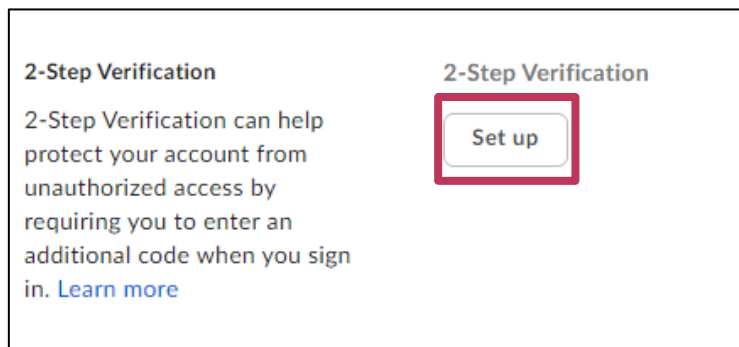 2-Step Verification
2-Step Verification can help
protect your account from
unauthorized access by
requiring you to enter an
additional code when you sign
in. Learn more
2-Step Verification
Set up